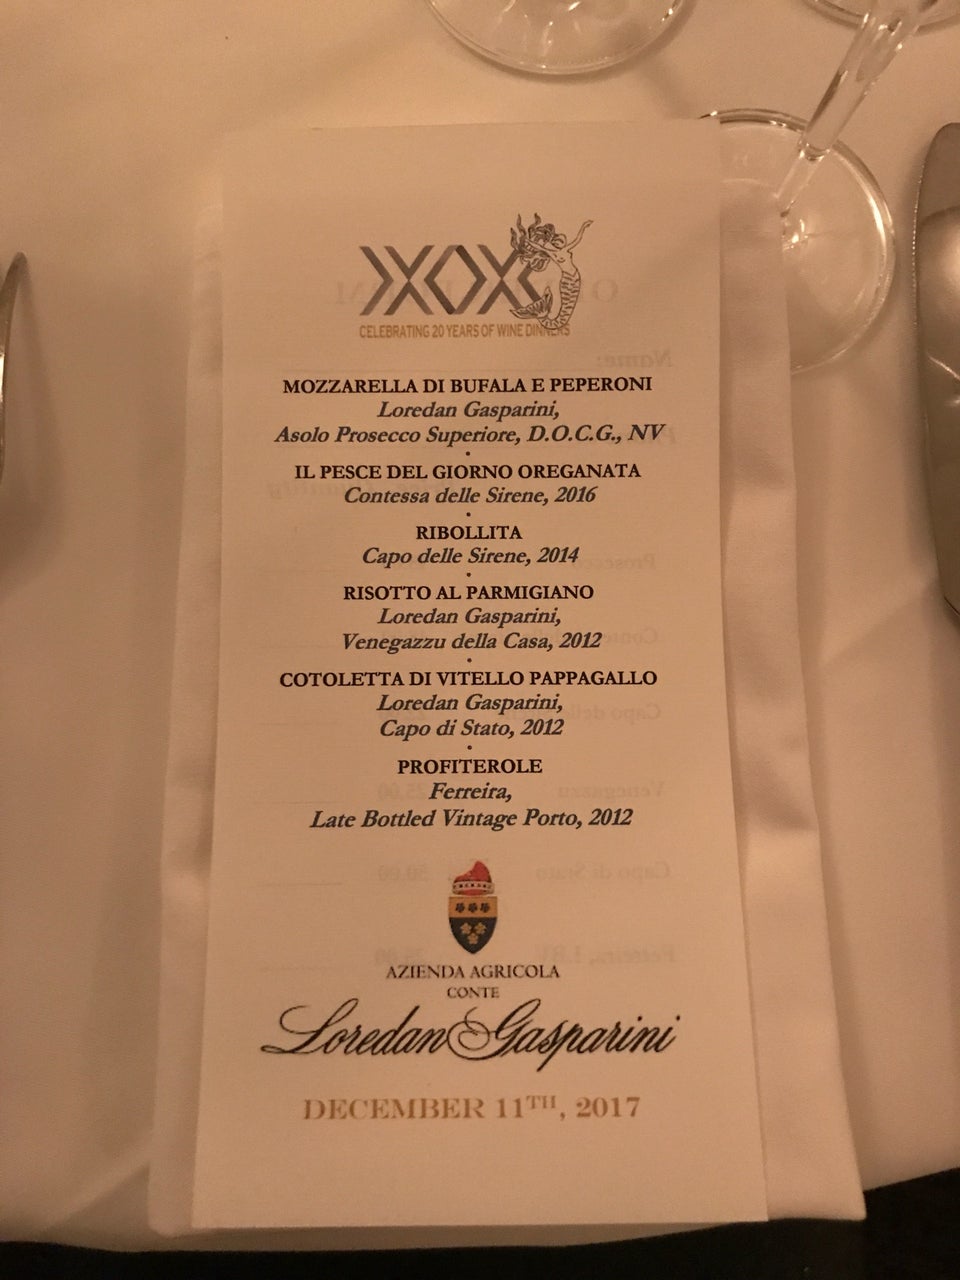 XXOXX
CELEBRATING 20 YEARS OF WINE DINNERS
MOZZARELLA DI BUFALA E PEPERONI
Loredan Gasparini,
Asolo Prosecco Superiore, D.O.C.G., NV
•
IL PESCE DEL GIORNO OREGANATA
Contessa delle Sirene, 2016
•
RIBOLLITA
Capo delle Sirene, 2014
•
RISOTTO AL PARMIGIANO
Loredan Gasparini,
Venegazzu della Casa, 2012
•
COTOLETTA DI VITELLO PAPPAGALLO
Loredan Gasparini,
Capo di Stato, 2012
•
PROFITEROLE
Ferreira,
Late Bottled Vintage Porto, 2012
AZIENDA AGRICOLA
CONTE
Loredan Gasparini
DECEMBER 11TH, 2017